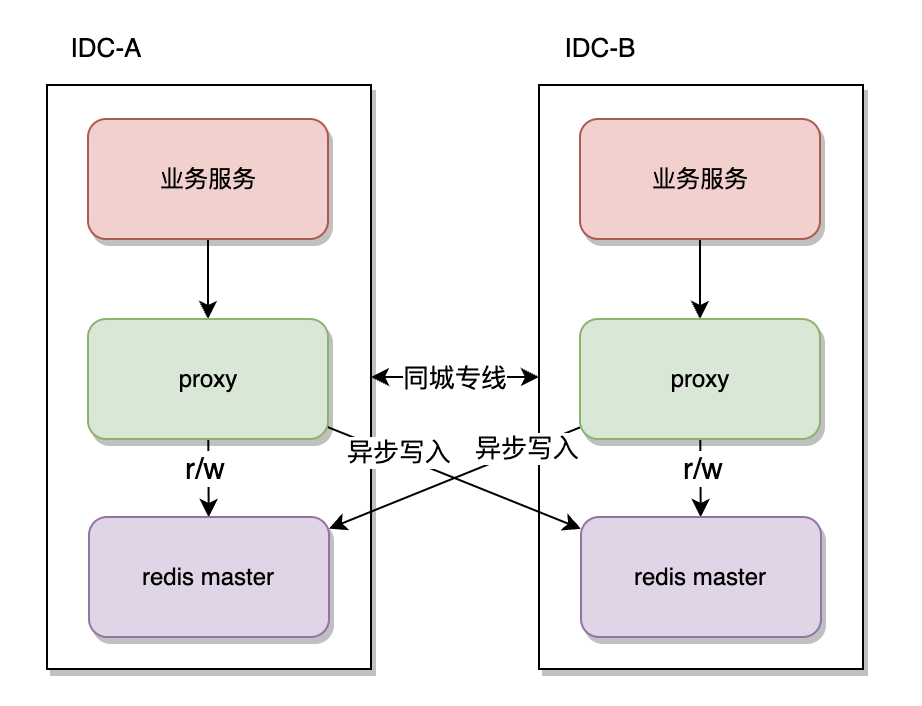 IDC-A
IDC-B
业务服务
业务服务
proxy
同城专线
proxy
异步写入
异步写入
r/w
r/w
redis master
redis master